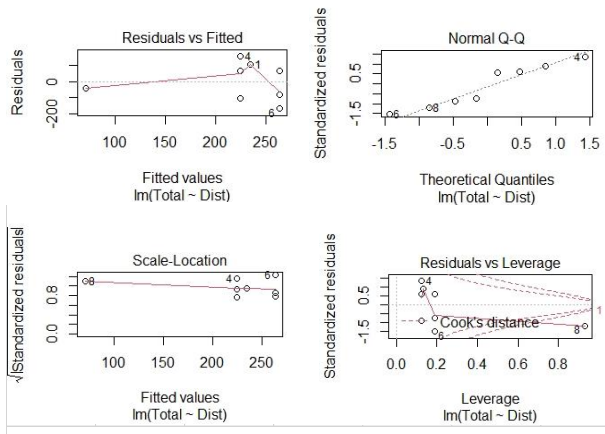 Residuals vs Fitted
Residuals
0
-200
4
1
6
100 150 200 250
Fitted values
lm(Total ~ Dist)
Normal Q-Q
Standardized residuals
0.5
-1.5
6
8
4
-1.5 -0.5 0.5 1.0 1.5
Theoretical Quantiles
lm(Total ~ Dist)
Scale-Location
√|Standardized residuals|
0.8
0.0
8
4
6
100 150 200 250
Fitted values
lm(Total ~ Dist)
Residuals vs Leverage
Standardized residuals
0.5
-1.5
4
6
8
1
Cook's distance
0.0 0.2 0.4 0.6 0.8
Leverage
lm(Total ~ Dist)